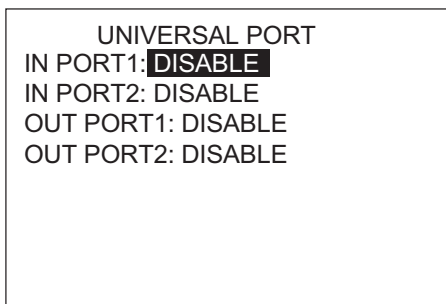 UNIVERSAL PORT
IN PORT1: DISABLE
IN PORT2: DISABLE
OUT PORT1: DISABLE
OUT PORT2: DISABLE